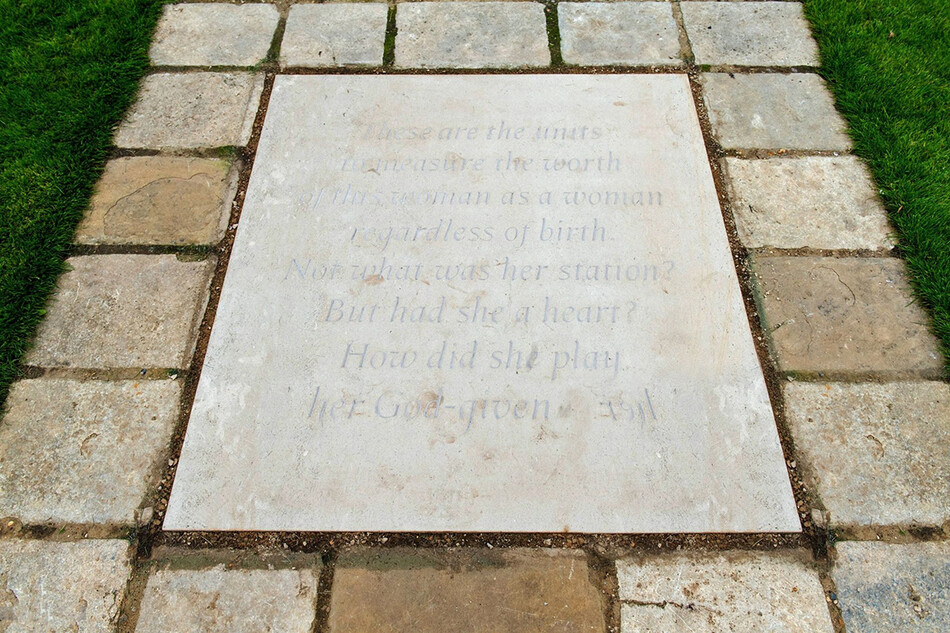 These are the units
to measure the worth
of this woman as a woman
regardless of birth.
Not what was her station?
But had she a heart?
How did she play
her God-given